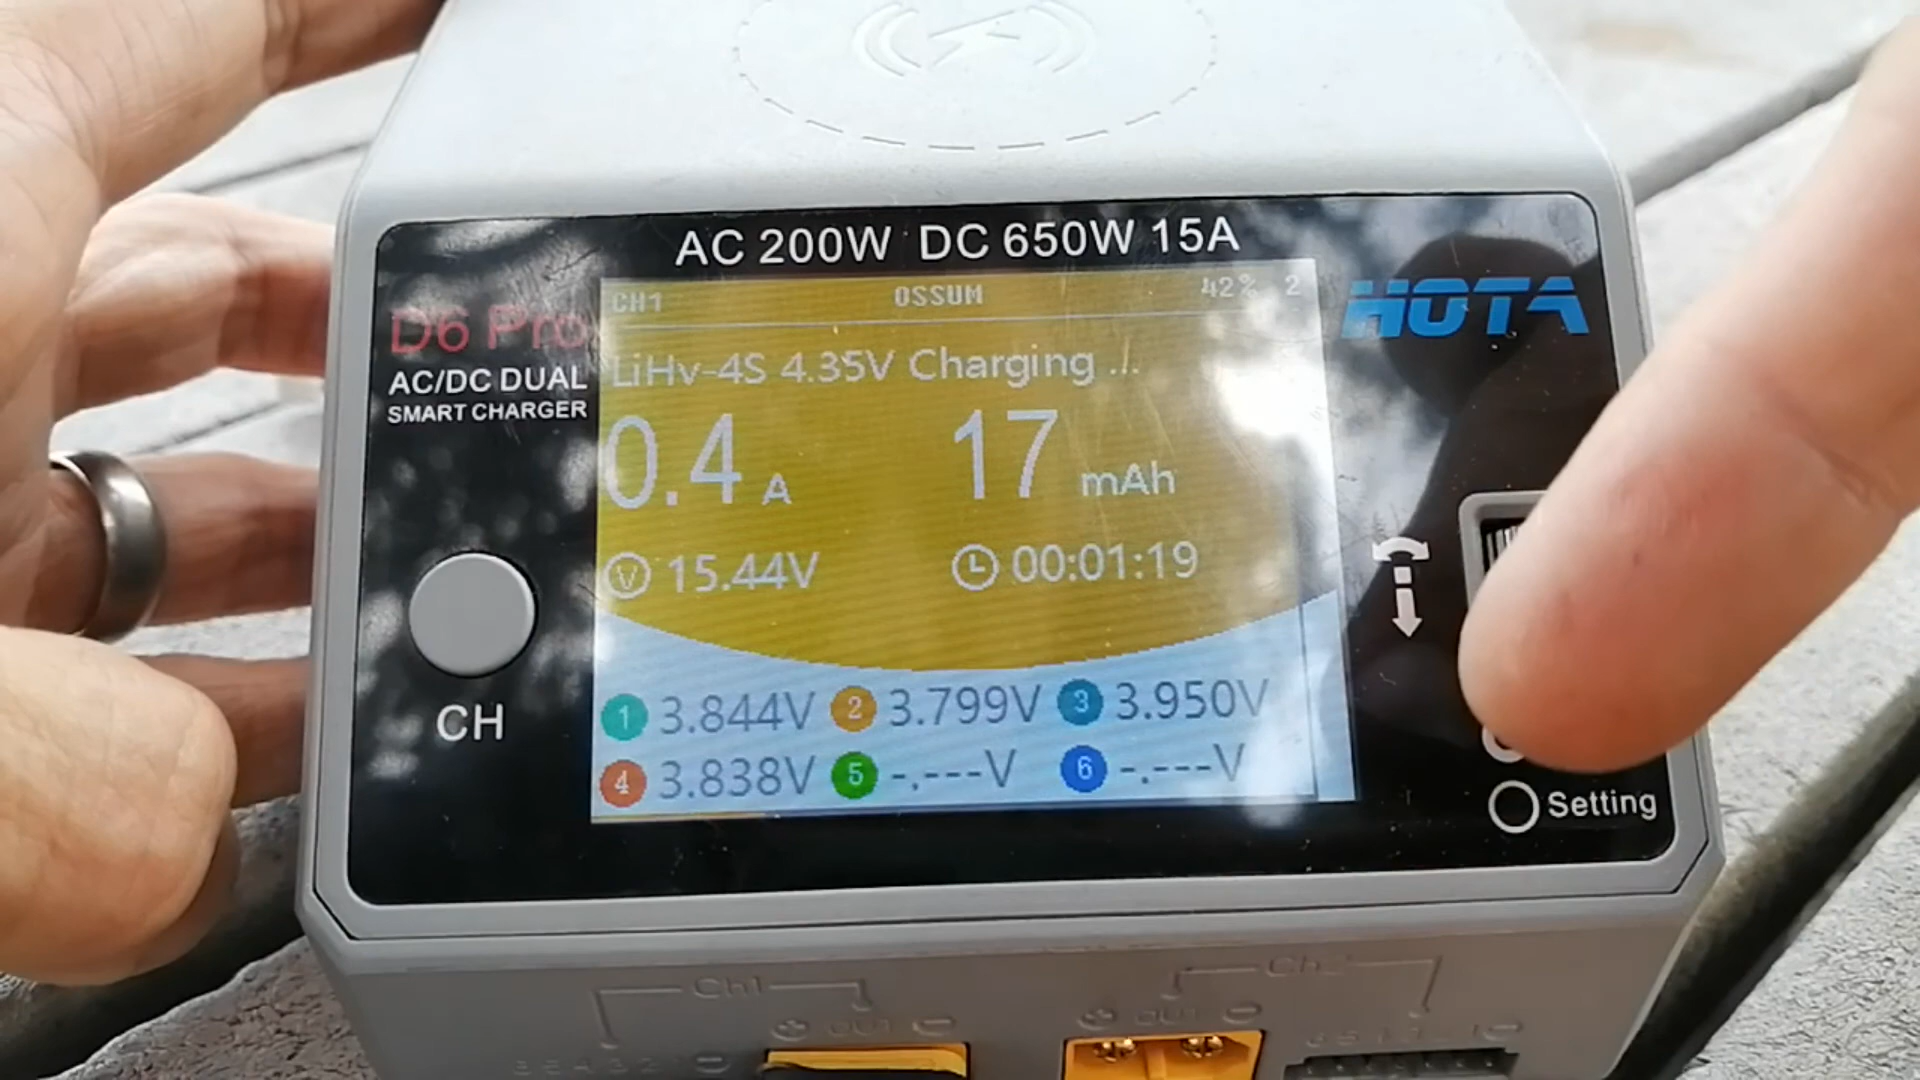 AC 200W DC 650W 15A
HOTA
D6 Pro
AC/DC DUAL
SMART CHARGER
CH1 OSSUM 42% 2
LiHv-4S 4.35V Charging ...
0.4 A 17 mAh
V 15.44V 00:01:19
1 3.844V 2 3.799V 3 3.950V
4 3.838V 5 -.---V 6 -.---V
CH
Setting
Ch1 Ch2
OUT OUT